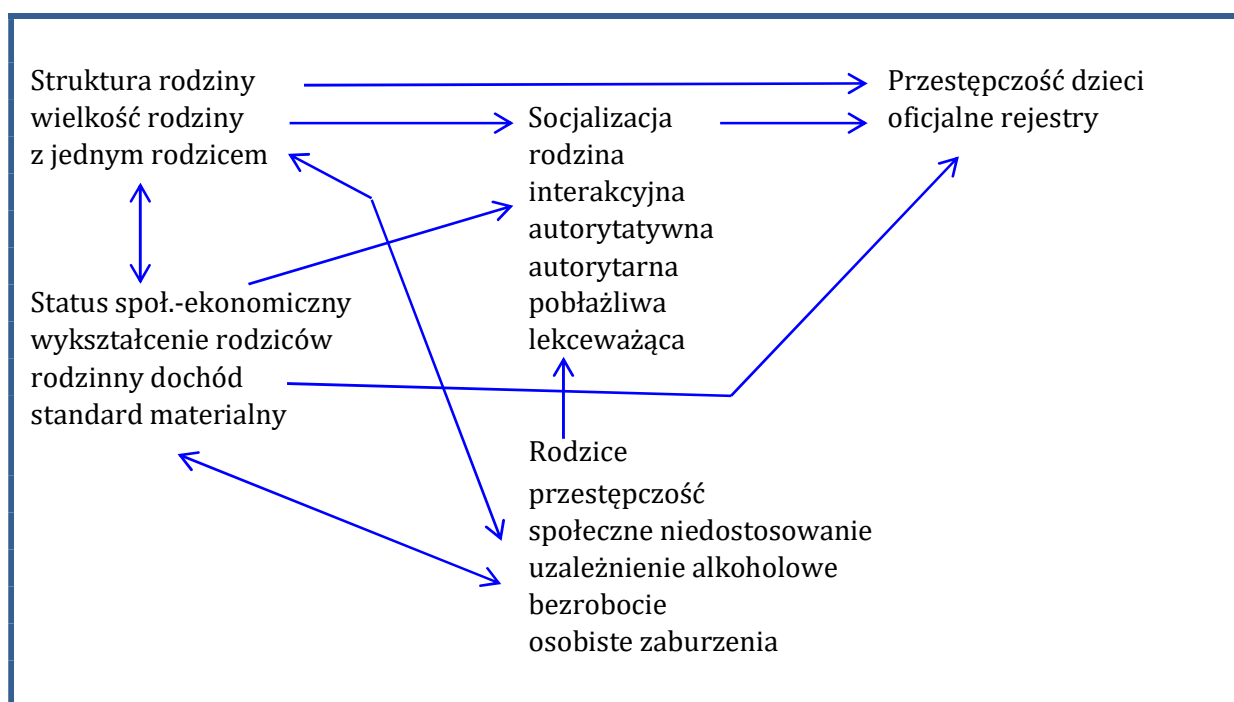 Struktura rodziny
wielkość rodziny
z jednym rodzicem
Przestępczość dzieci
oficjalne rejestry
Socjalizacja
rodzina
interakcyjna
autorytatywna
autorytarna
pobłażliwa
lekceważąca
Status społ.-ekonomiczny
wykształcenie rodziców
rodzinny dochód
standard materialny
Rodzice
przestępczość
społeczne niedostosowanie
uzależnienie alkoholowe
bezrobocie
osobiste zaburzenia